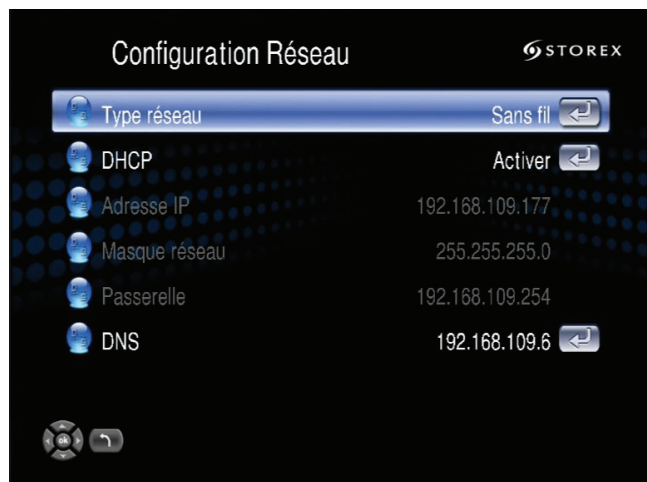 Configuration Réseau
STOREX
Type réseau Sans fil
DHCP Activer
Adresse IP 192.168.109.177
Masque réseau 255.255.255.0
Passerelle 192.168.109.254
DNS 192.168.109.6
ok